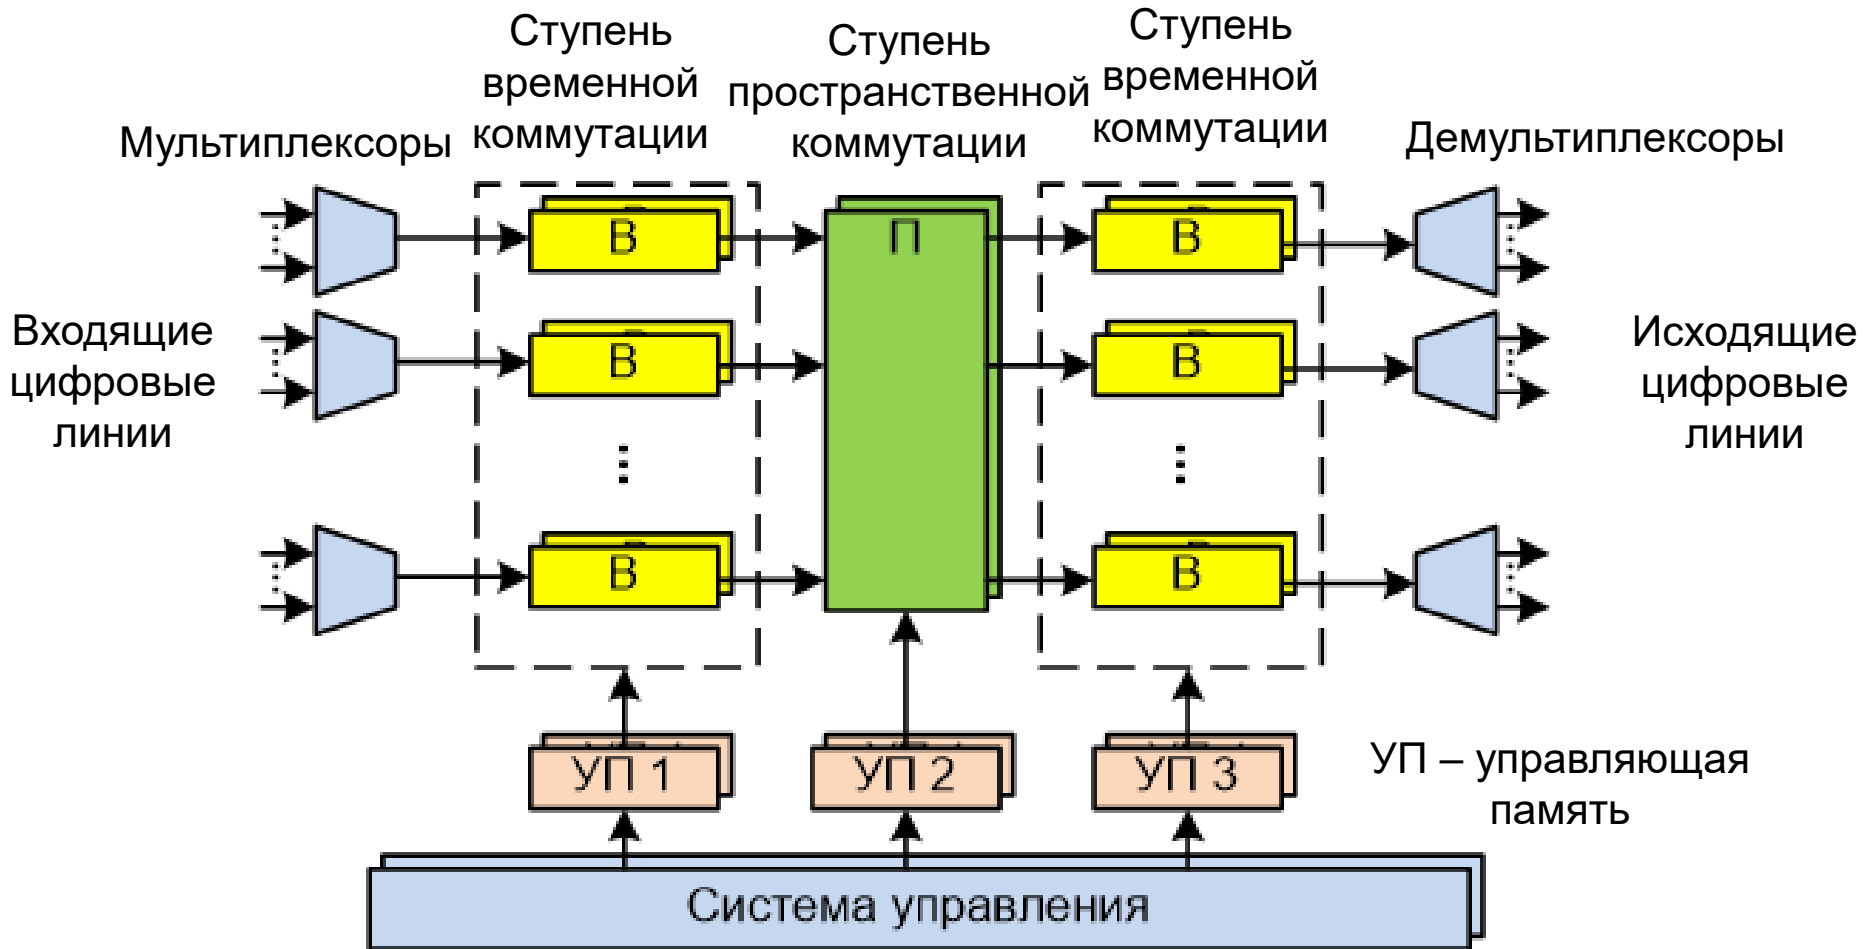 Ступень
временной
коммутации
Ступень
пространственной
коммутации
Ступень
временной
коммутации
Мультиплексоры
Демультиплексоры
В
П
В
Входящие
цифровые
линии
В
В
Исходящие
цифровые
линии
В
В
УП 1
УП 2
УП 3
УП – управляющая
память
Система управления